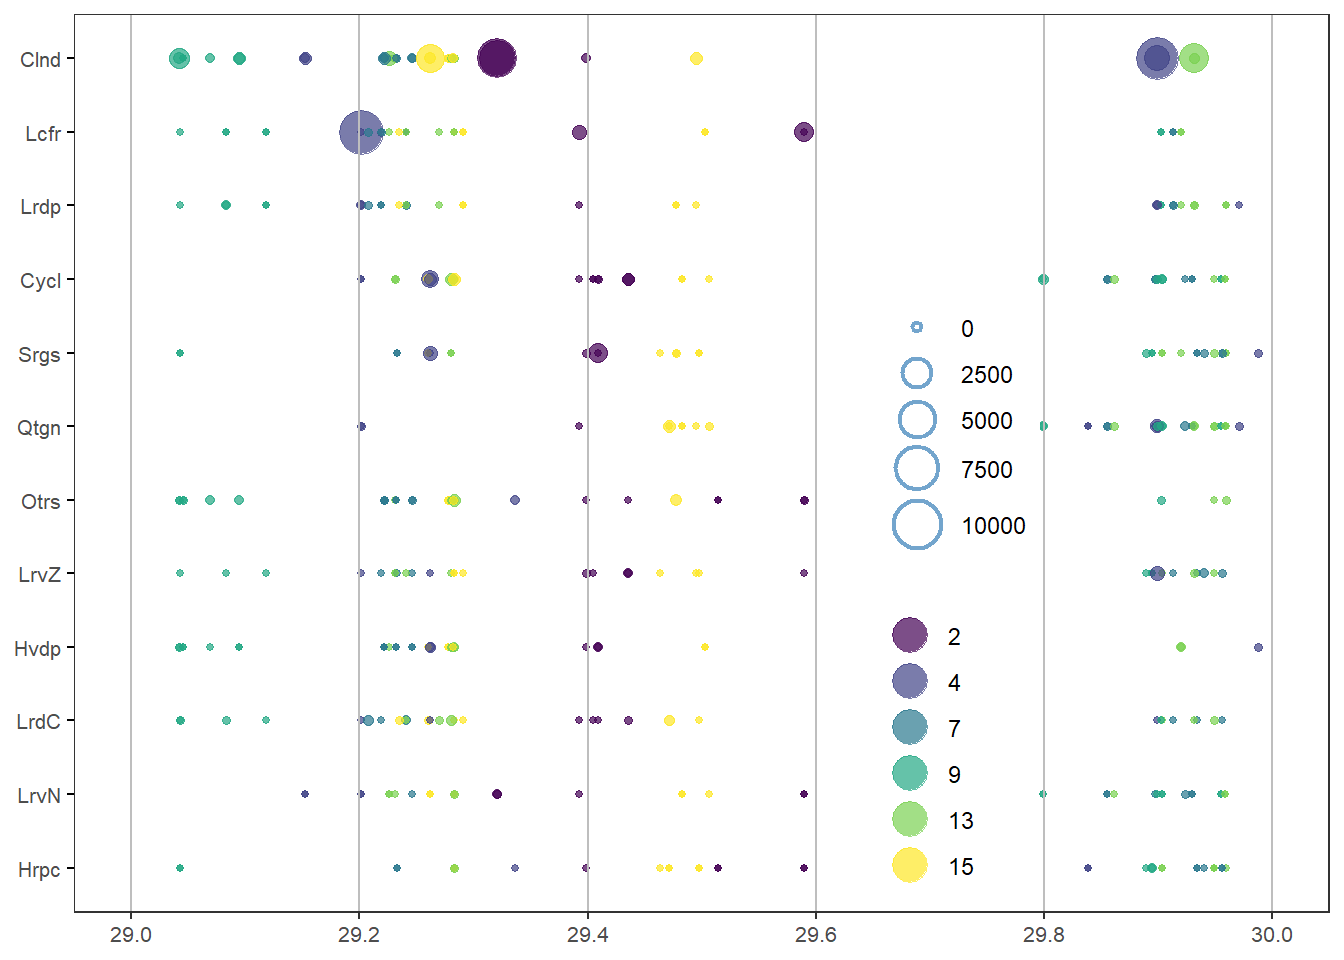 Clnd
Lcfr
Lrdp
Cycl
Srgs
Qtgn
Otrs
LrvZ
Hvdp
LrdC
LrvN
Hrpc
0
2500
5000
7500
10000
2
4
7
9
13
15
29.0 29.2 29.4 29.6 29.8 30.0